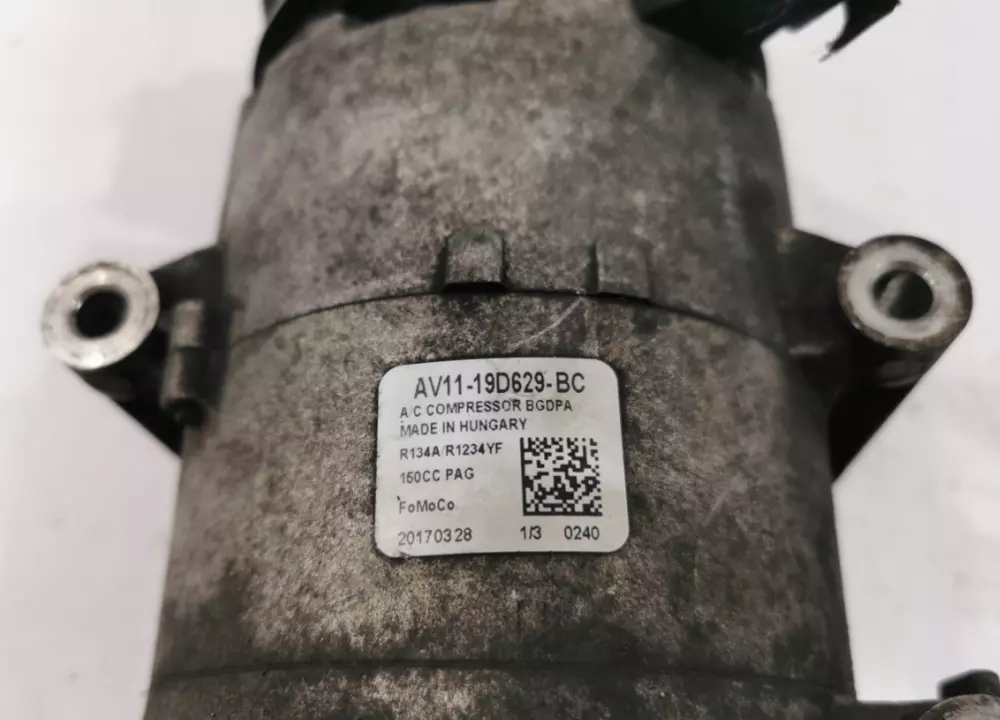 AV11-19D629-BC
A/C COMPRESSOR BGDPA
MADE IN HUNGARY
R134A/R1234YF
150CC PAG
FoMoCo
20170328 1/3 0240